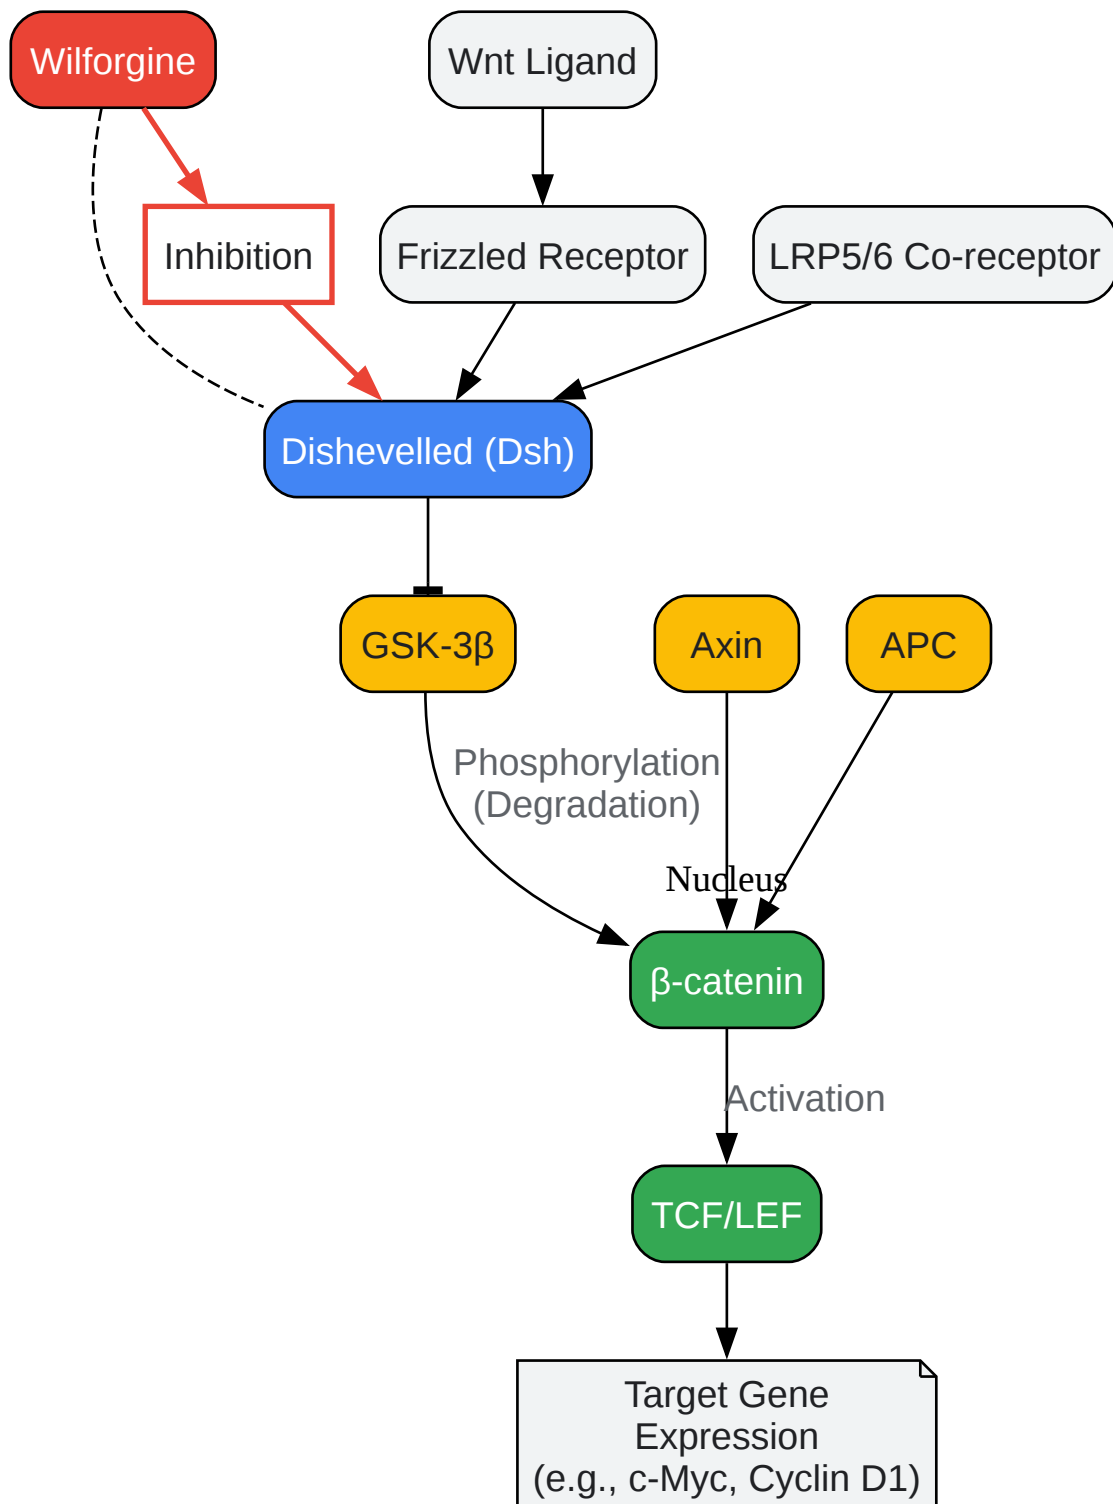 Wilforgine
Wnt Ligand
Inhibition
Frizzled Receptor
LRP5/6 Co-receptor
Dishevelled (Dsh)
GSK-3β
Axin
APC
Phosphorylation
(Degradation)
Nucleus
β-catenin
Activation
TCF/LEF
Target Gene
Expression
(e.g., c-Myc, Cyclin D1)